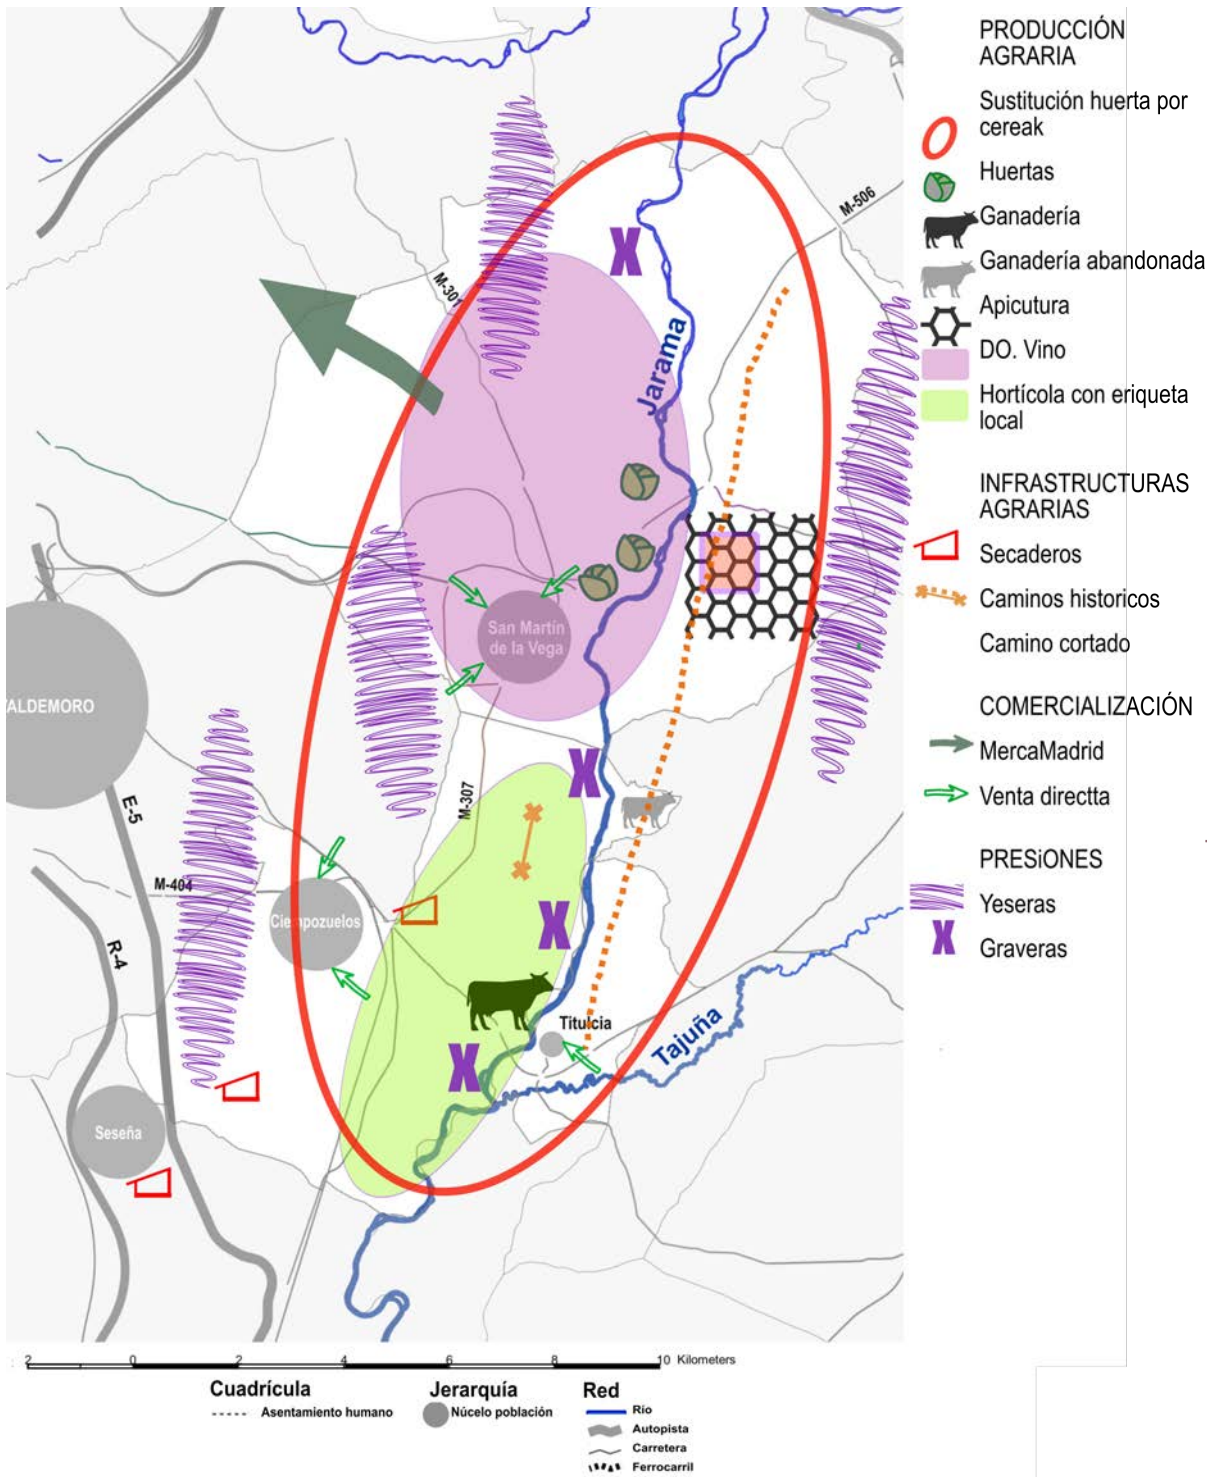 PRODUCCIÓN
AGRARIA
Sustitución huerta por
cereak
Huertas
Ganadería
Ganadería abandonada
Apicutura
DO. Vino
Hortícola con eriqueta
local
INFRASTRUCTURAS
AGRARIAS
Secaderos
Caminos historicos
Camino cortado
COMERCIALIZACIÓN
MercaMadrid
Venta directta
PRESiONES
Yeseras
Graveras
M-506
M-301
Jarama
San Martín
de la Vega
ALDEMORO
E-5
M-307
M-404
Ciempozuelos
R-4
Titulcia
Tajuña
Seseña
2 0 2 4 6 8 10 Kilometers
Cuadrícula
Asentamiento humano
Jerarquía
Núcelo población
Red
Río
Autopista
Carretera
Ferrocarril